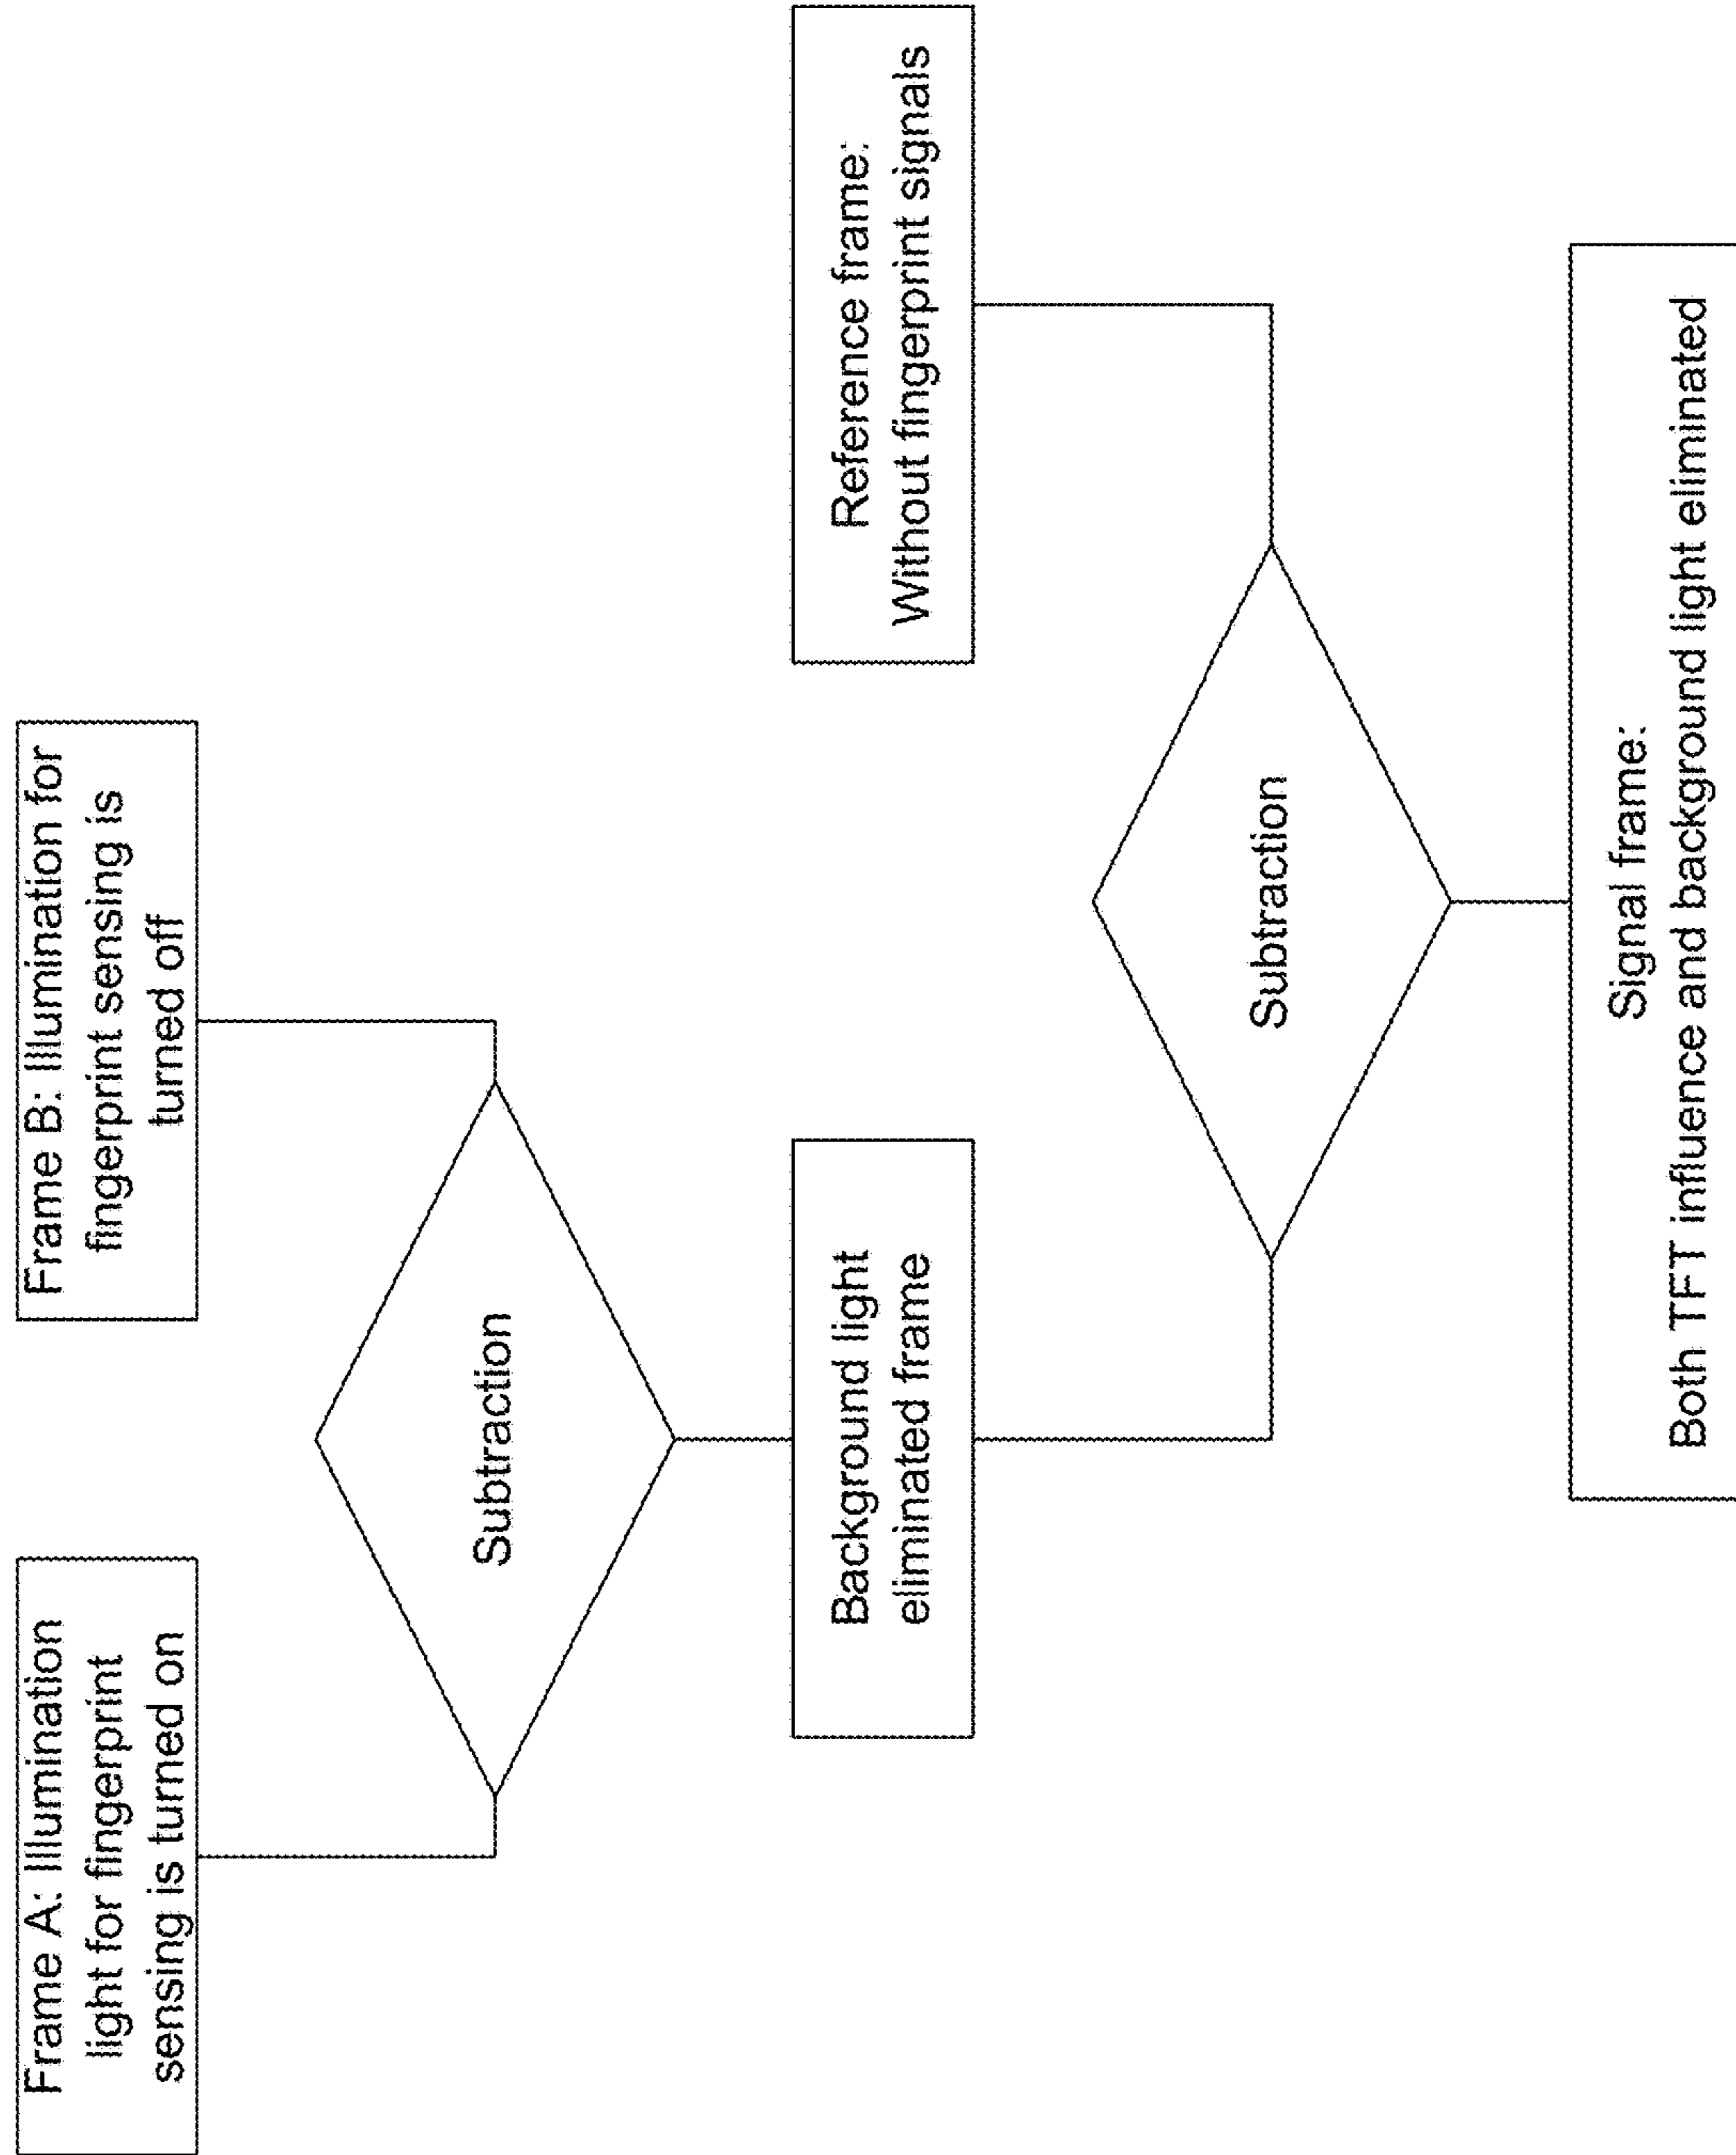 Frame A: Illumination
light for fingerprint
sensing is turned on
Frame B: Illumination for
fingerprint sensing is
turned off
Subtraction
Background light
eliminated frame
Reference frame:
Without fingerprint signals
Subtraction
Signal frame:
Both TFT influence and background light eliminated